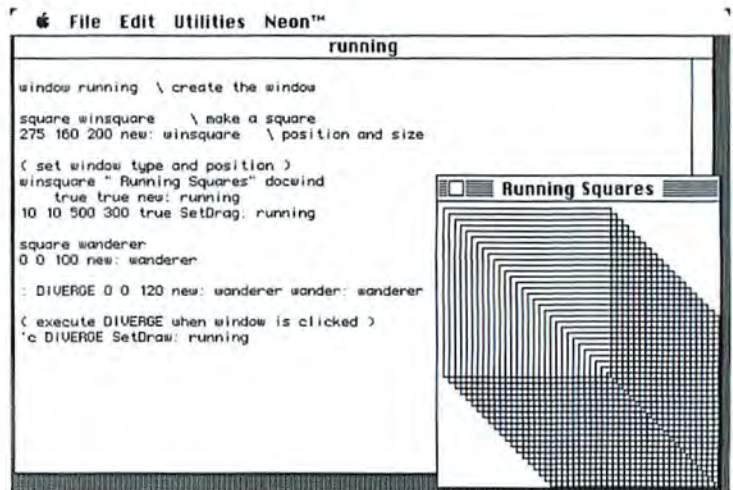 File Edit Utilities Neon™
running
window running \ create the window
square winsquare \ make a square
275 160 200 new: winsquare \ position and size
( set window type and position )
winsquare " Running Squares" docwind
true true new: running
10 10 500 300 true SetDrag: running
square wanderer
0 0 100 new: wanderer
: DIVERGE 0 0 120 new: wanderer wander: wanderer
( execute DIVERGE when window is clicked )
'c DIVERGE SetDraw: running
Running Squares